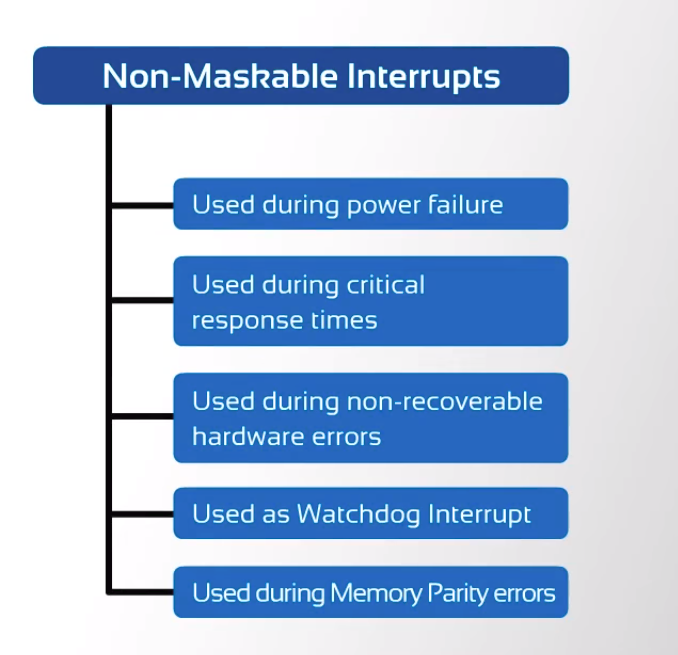 Non-Maskable Interrupts
Used during power failure
Used during critical
response times
Used during non-recoverable
hardware errors
Used as Watchdog Interrupt
Used during Memory Parity errors